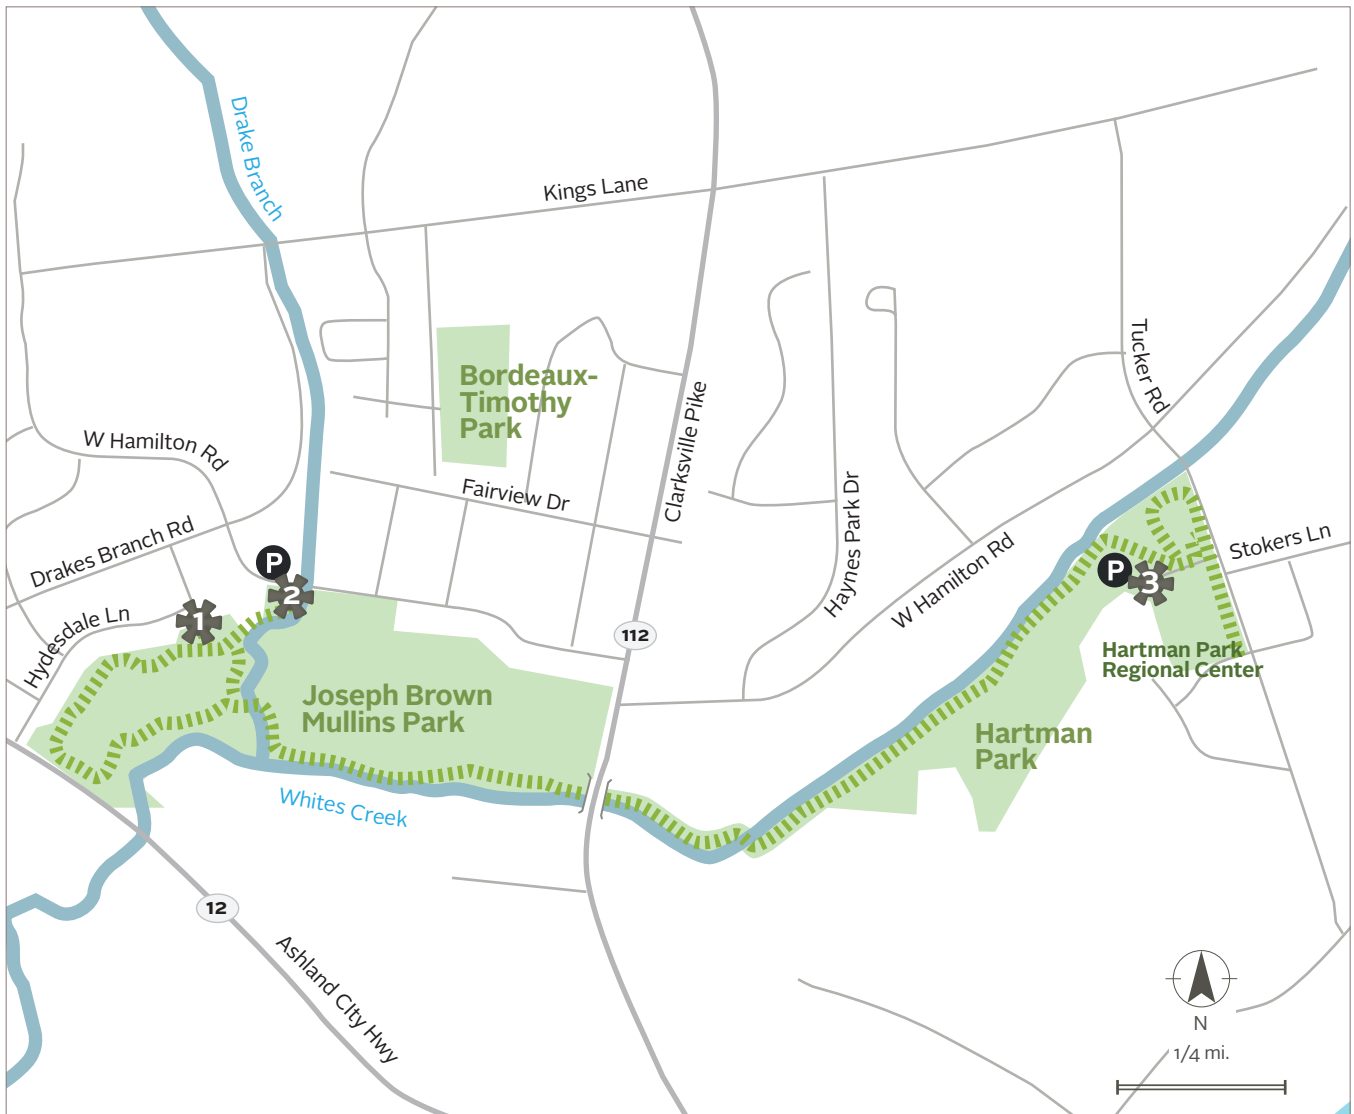 Drake Branch
Kings Lane
Tucker Rd
Bordeaux-
Timothy
Park
Clarksville Pike
W Hamilton Rd
Fairview Dr
Haynes Park Dr
Drakes Branch Rd
W Hamilton Rd
Stokers Ln
P
P
2
3
1
Hydesdale Ln
112
Hartman Park
Regional Center
Joseph Brown
Mullins Park
Hartman
Park
Whites Creek
12
Ashland CIty Hwy
N
1/4 mi.